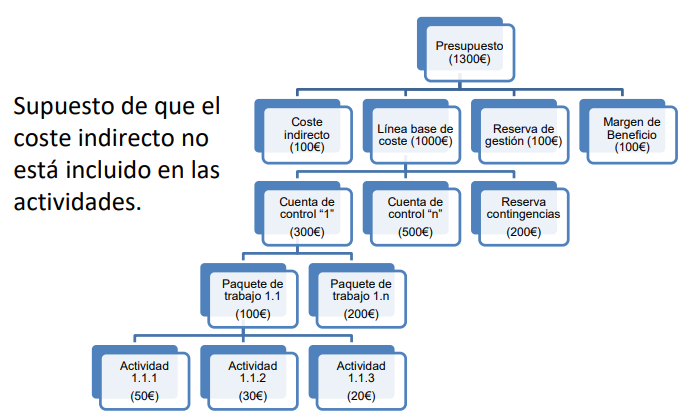 Supuesto de que el
coste indirecto no
está incluido en las
actividades.
Presupuesto
(1300€)
Coste
indirecto
(100€)
Línea base de
coste (1000€)
Reserva de
gestión (100€)
Margen de
Beneficio
(100€)
Cuenta de
control “1”
(300€)
Cuenta de
control “n”
(500€)
Reserva
contingencias
(200€)
Paquete de
trabajo 1.1
(100€)
Paquete de
trabajo 1.n
(200€)
Actividad
1.1.1
(50€)
Actividad
1.1.2
(30€)
Actividad
1.1.3
(20€)